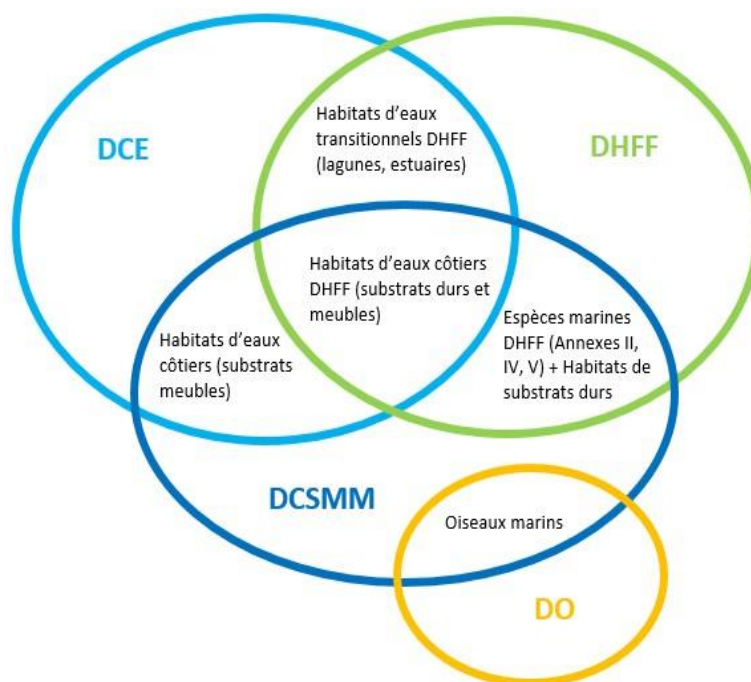 Habitats d’eaux
transitionnels DHFF
(lagunes, estuaires)
DCE
DHFF
Habitats d’eaux côtiers
DHFF (substrats durs et
meubles)
Habitats d’eaux
côtiers (substrats
meubles)
Espèces marines
DHFF (Annexes II,
IV, V) + Habitats de
substrats durs
DCSMM
Oiseaux marins
DO